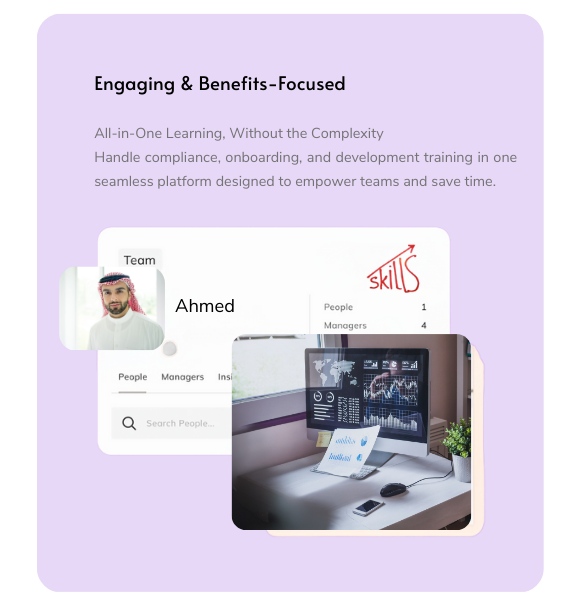 Engaging & Benefits-Focused
All-in-One Learning, Without the Complexity
Handle compliance, onboarding, and development training in one
seamless platform designed to empower teams and save time.
Team
skills
Ahmed
People 1
Managers 4
People Managers Insi
Search People...